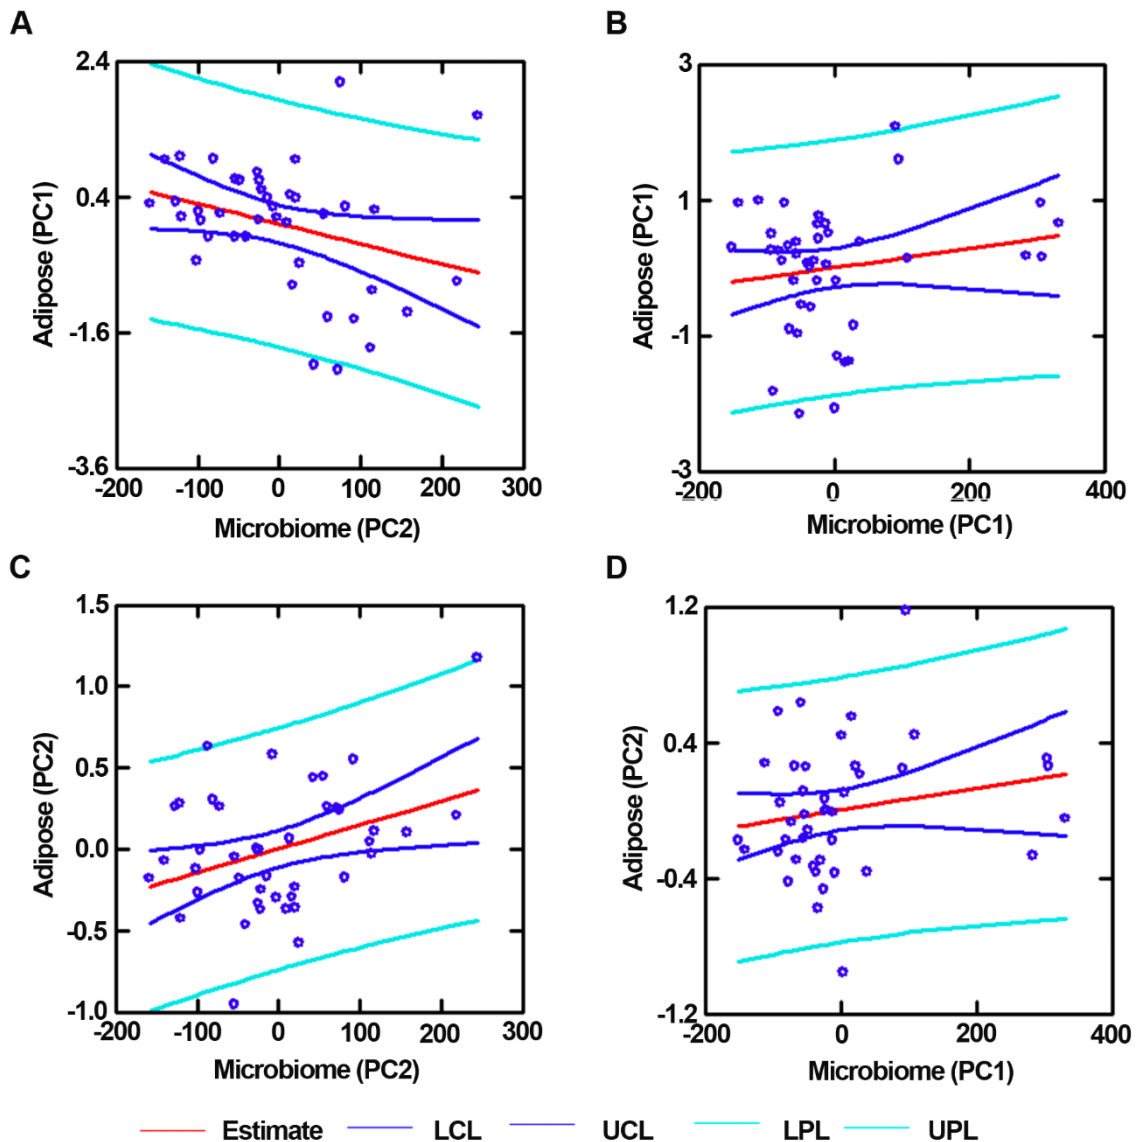 A
2.4
0.4
-1.6
-3.6
-200 -100 0 100 200 300
Adipose (PC1)
Microbiome (PC2)
B
3
1
-1
-3
-200 0 200 400
Adipose (PC1)
Microbiome (PC1)
C
1.5
1.0
0.5
0.0
-0.5
-1.0
-200 -100 0 100 200 300
Adipose (PC2)
Microbiome (PC2)
D
1.2
0.4
-0.4
-1.2
-200 0 200 400
Adipose (PC2)
Microbiome (PC1)
Estimate LCL UCL LPL UPL